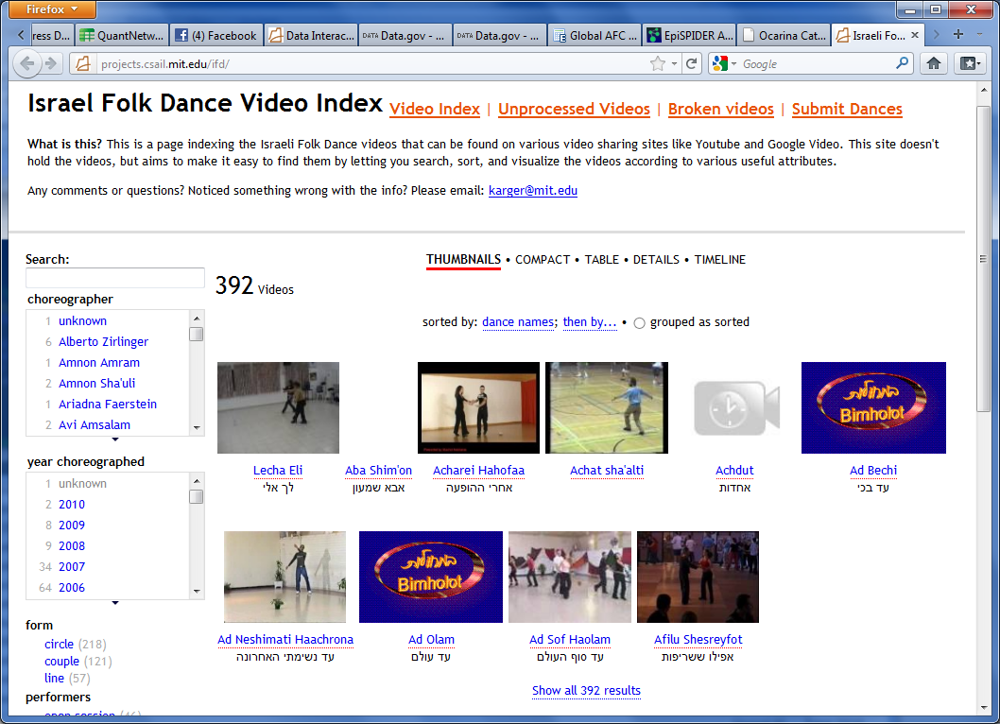 Firefox
ress D...
QuantNetw...
(4) Facebook
Data Interac...
DATA Data.gov - ...
DATA Data.gov - ...
Global AFC ...
EpiSPIDER A...
Ocarina Cat...
Israeli Fo...
projects.csail.mit.edu/ifd/
Google
Israel Folk Dance Video Index Video Index | Unprocessed Videos | Broken videos | Submit Dances
What is this? This is a page indexing the Israeli Folk Dance videos that can be found on various video sharing sites like Youtube and Google Video. This site doesn't
hold the videos, but aims to make it easy to find them by letting you search, sort, and visualize the videos according to various useful attributes.
Any comments or questions? Noticed something wrong with the info? Please email: karger@mit.edu
Search:
choreographer
1 unknown
6 Alberto Zirlinger
1 Amnon Amram
2 Amnon Sha'uli
1 Ariadna Faerstein
2 Avi Amsalam
year choreographed
1 unknown
2 2010
8 2009
9 2008
34 2007
64 2006
form
circle (218)
couple (121)
line (57)
performers
open session (46)
THUMBNAILS • COMPACT • TABLE • DETAILS • TIMELINE
392 Videos
sorted by: dance names; then by... • grouped as sorted
במחולות
Bimholot
Lecha Eli
לך אלי
Aba Shim'on
אבא שמעון
Acharei Hahofaa
אחרי ההופעה
Achat sha'alti
Achdut
אחדות
Ad Bechi
עד בכי
במחולות
Bimholot
Ad Neshimati Haachrona
עד נשימתי האחרונה
Ad Olam
עד עולם
Ad Sof Haolam
עד סוף העולם
Afilu Shesreyfot
אפילו ששריפות
Show all 392 results